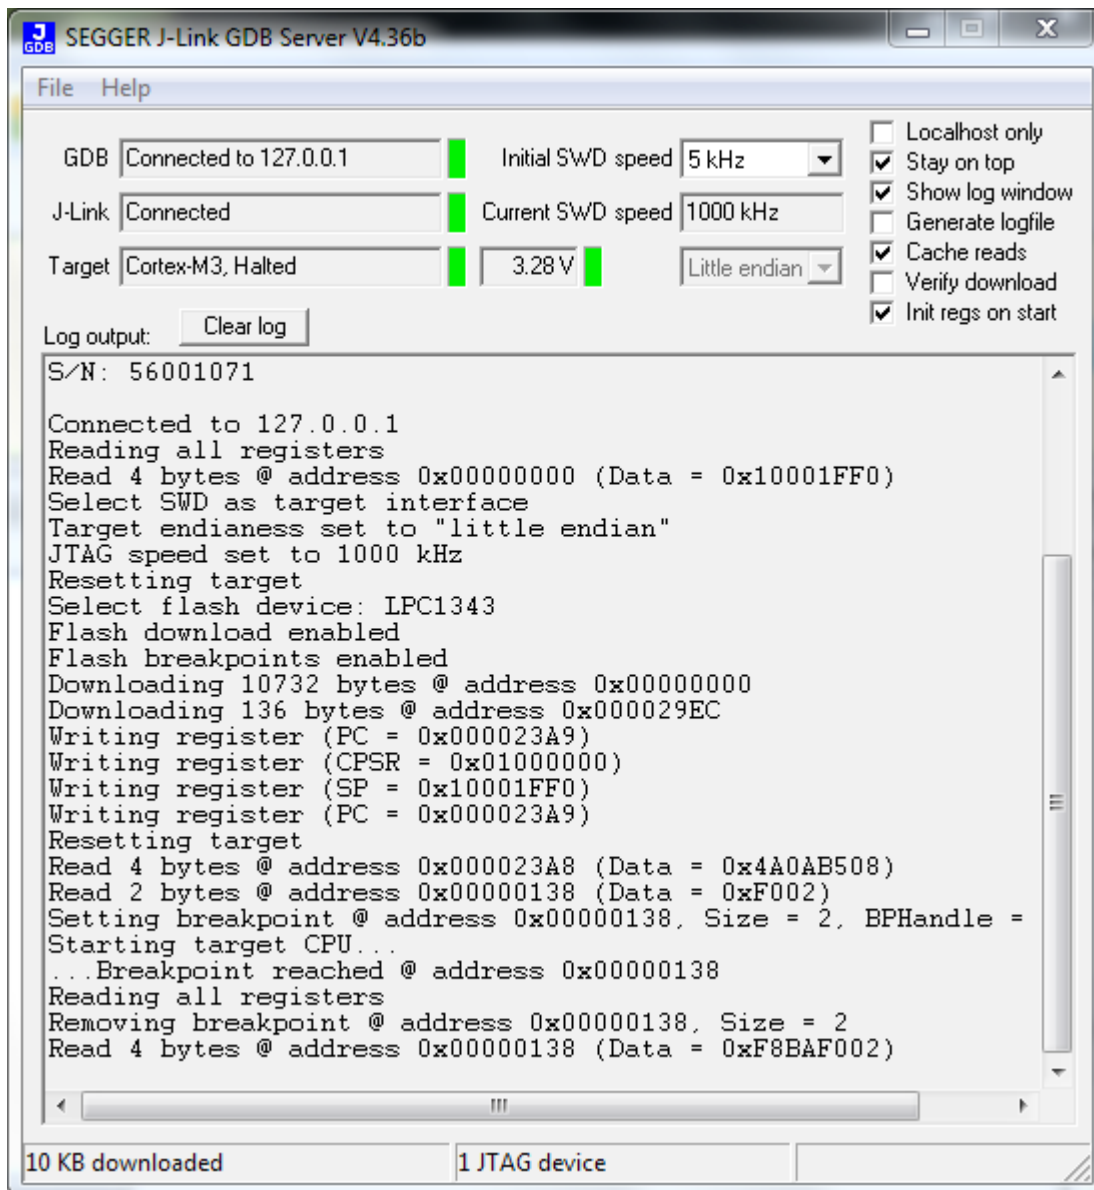 J GDB SEGGER J-Link GDB Server V4.36b
File Help
GDB Connected to 127.0.0.1 Initial SWD speed 5 kHz
J-Link Connected Current SWD speed 1000 kHz
Target Cortex-M3, Halted 3.28 V Little endian
Localhost only
Stay on top
Show log window
Generate logfile
Cache reads
Verify download
Init regs on start
Log output: Clear log
S/N: 56001071
Connected to 127.0.0.1
Reading all registers
Read 4 bytes @ address 0x00000000 (Data = 0x10001FF0)
Select SWD as target interface
Target endianess set to "little endian"
JTAG speed set to 1000 kHz
Resetting target
Select flash device: LPC1343
Flash download enabled
Flash breakpoints enabled
Downloading 10732 bytes @ address 0x00000000
Downloading 136 bytes @ address 0x000029EC
Writing register (PC = 0x000023A9)
Writing register (CPSR = 0x01000000)
Writing register (SP = 0x10001FF0)
Writing register (PC = 0x000023A9)
Resetting target
Read 4 bytes @ address 0x000023A8 (Data = 0x4A0AB508)
Read 2 bytes @ address 0x00000138 (Data = 0xF002)
Setting breakpoint @ address 0x00000138, Size = 2, BPHandle =
Starting target CPU...
...Breakpoint reached @ address 0x00000138
Reading all registers
Removing breakpoint @ address 0x00000138, Size = 2
Read 4 bytes @ address 0x00000138 (Data = 0xF8BAF002)
10 KB downloaded 1 JTAG device